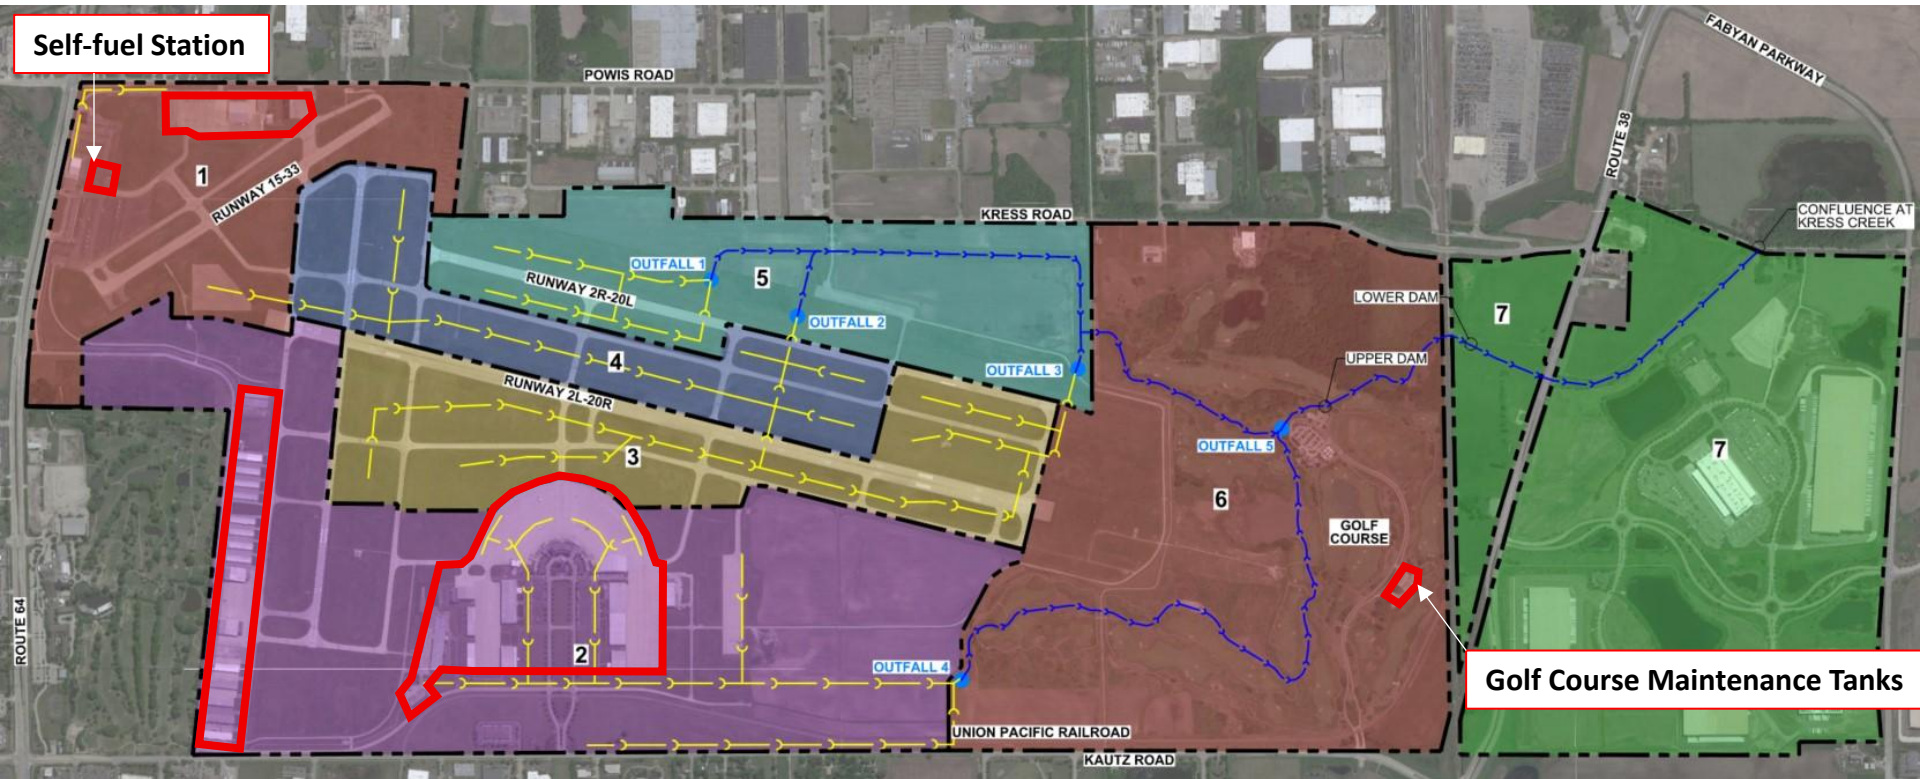 Self-fuel Station
POWIS ROAD
FABYAN PARKWAY
ROUTE 38
1
RUNWAY 15-33
KRESS ROAD
CONFLUENCE AT
KRESS CREEK
OUTFALL 1
5
RUNWAY 2R-20L
LOWER DAM
7
OUTFALL 2
4
UPPER DAM
OUTFALL 3
RUNWAY 2L-20R
OUTFALL 5
3
7
6
GOLF
COURSE
ROUTE 64
2
OUTFALL 4
Golf Course Maintenance Tanks
UNION PACIFIC RAILROAD
KAUTZ ROAD